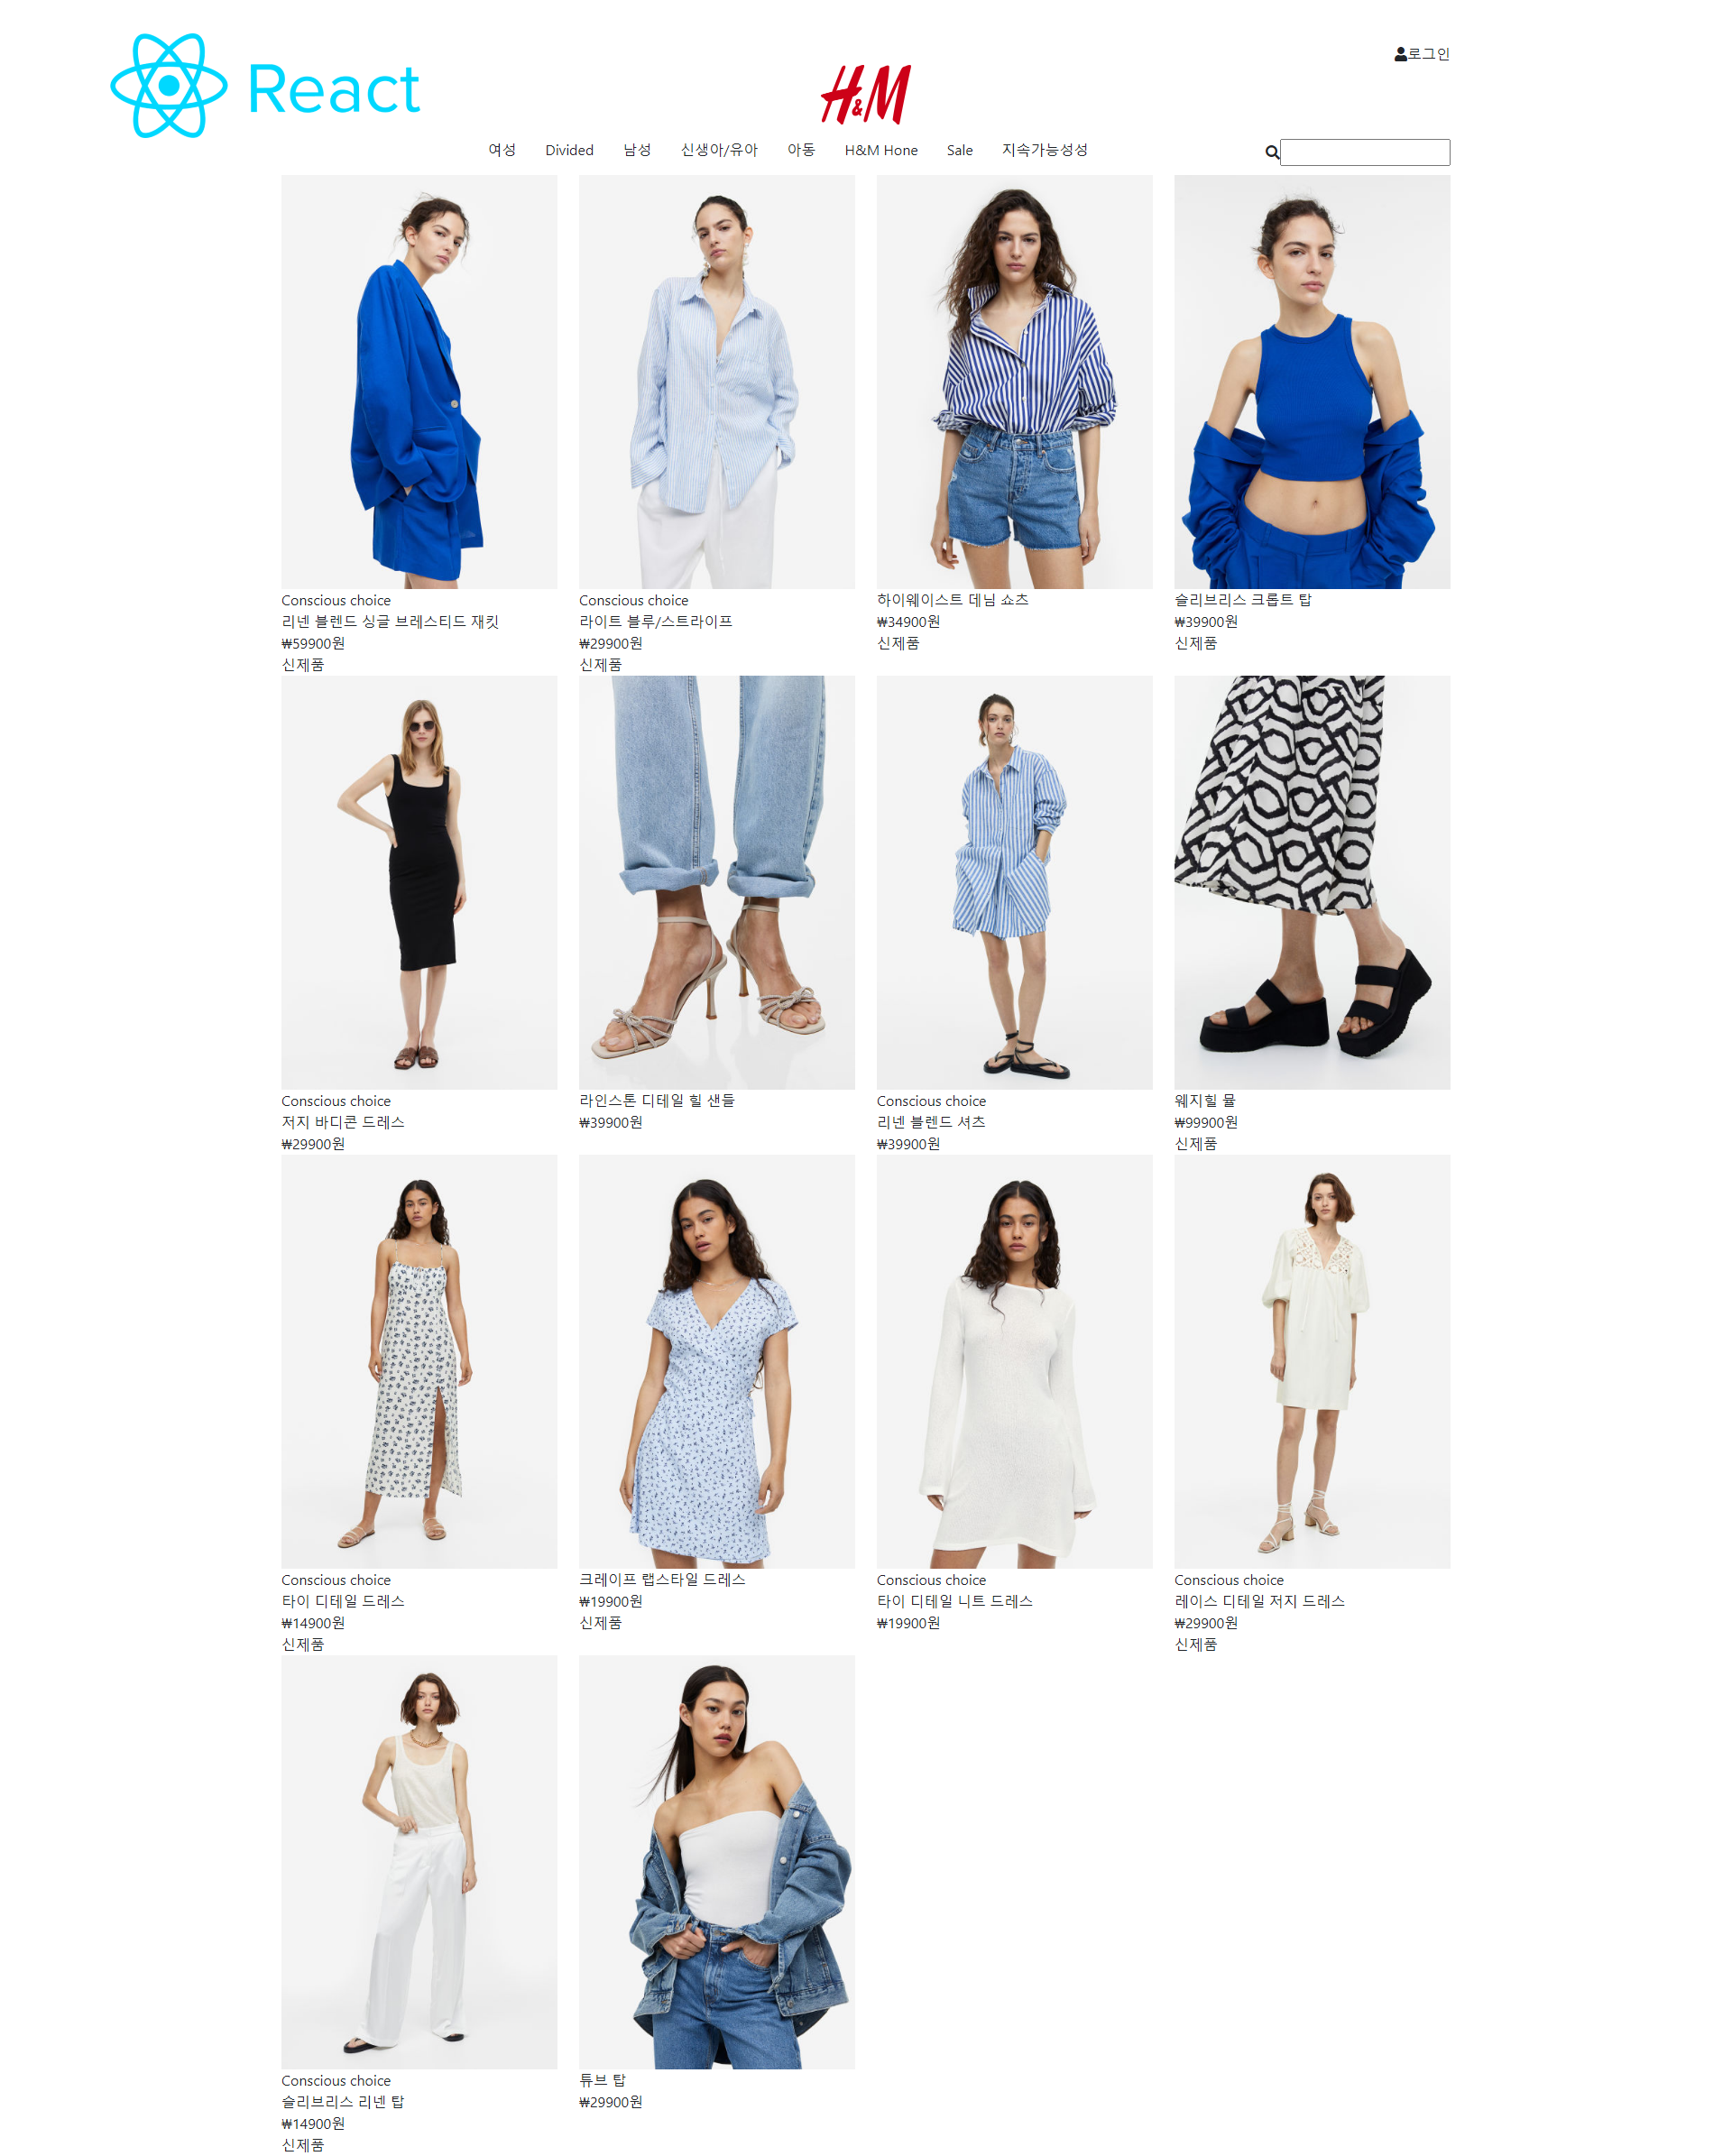 React
로그인
H&M
여성 Divided 남성 신생아/유아 아동 H&M Hone Sale 지속가능성성
Conscious choice
리넨 블렌드 싱글 브레스티드 재킷
₩59900원
신제품
Conscious choice
라이트 블루/스트라이프
₩29900원
신제품
하이웨이스트 데님 쇼츠
₩34900원
신제품
슬리브리스 크롭트 탑
₩39900원
신제품
Conscious choice
저지 바디콘 드레스
₩29900원
라인스톤 디테일 힐 샌들
₩39900원
Conscious choice
리넨 블렌드 셔츠
₩39900원
웨지힐 뮬
₩99900원
신제품
Conscious choice
타이 디테일 드레스
₩14900원
신제품
크레이프 랩스타일 드레스
₩19900원
신제품
Conscious choice
타이 디테일 니트 드레스
₩19900원
Conscious choice
레이스 디테일 저지 드레스
₩29900원
신제품
Conscious choice
슬리브리스 리넨 탑
₩14900원
신제품
튜브 탑
₩29900원